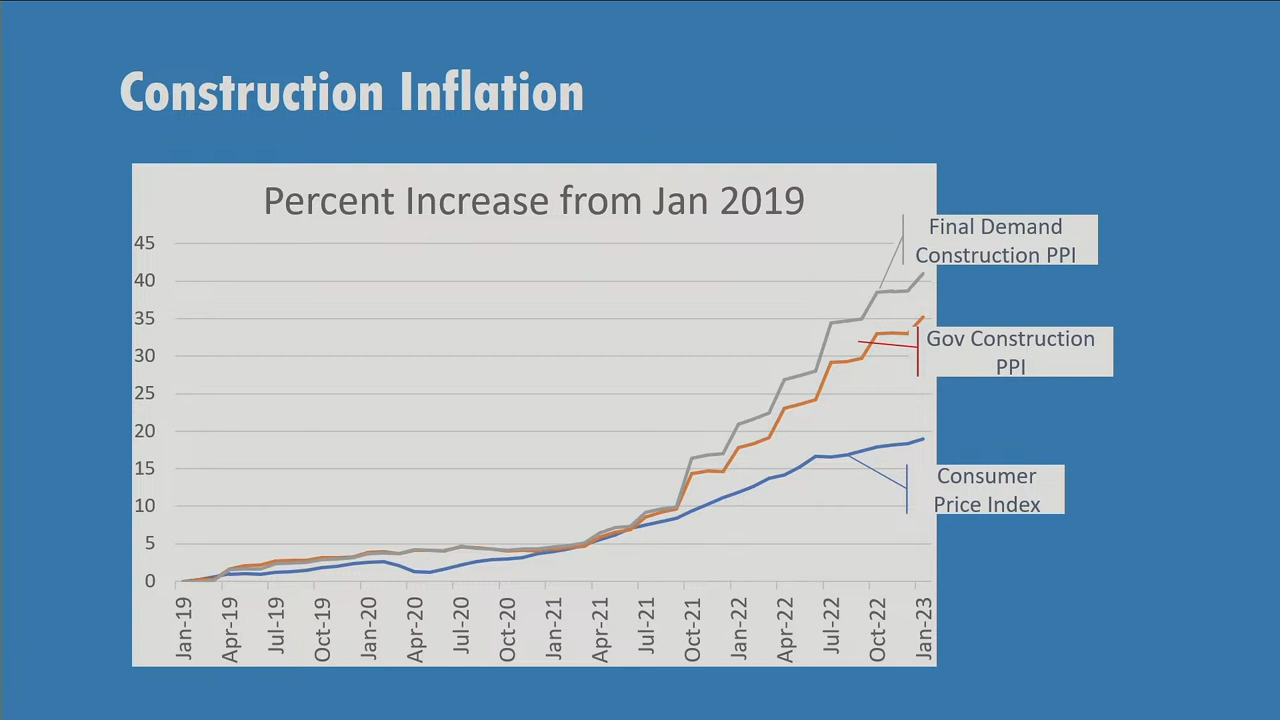 Construction Inflation
Percent Increase from Jan 2019
Final Demand
Construction PPI
Gov Construction
PPI
Consumer
Price Index
45
40
35
30
25
20
15
10
5
0
Jan-19
Apr-19
Jul-19
Oct-19
Jan-20
Apr-20
Jul-20
Oct-20
Jan-21
Apr-21
Jul-21
Oct-21
Jan-22
Apr-22
Jul-22
Oct-22
Jan-23